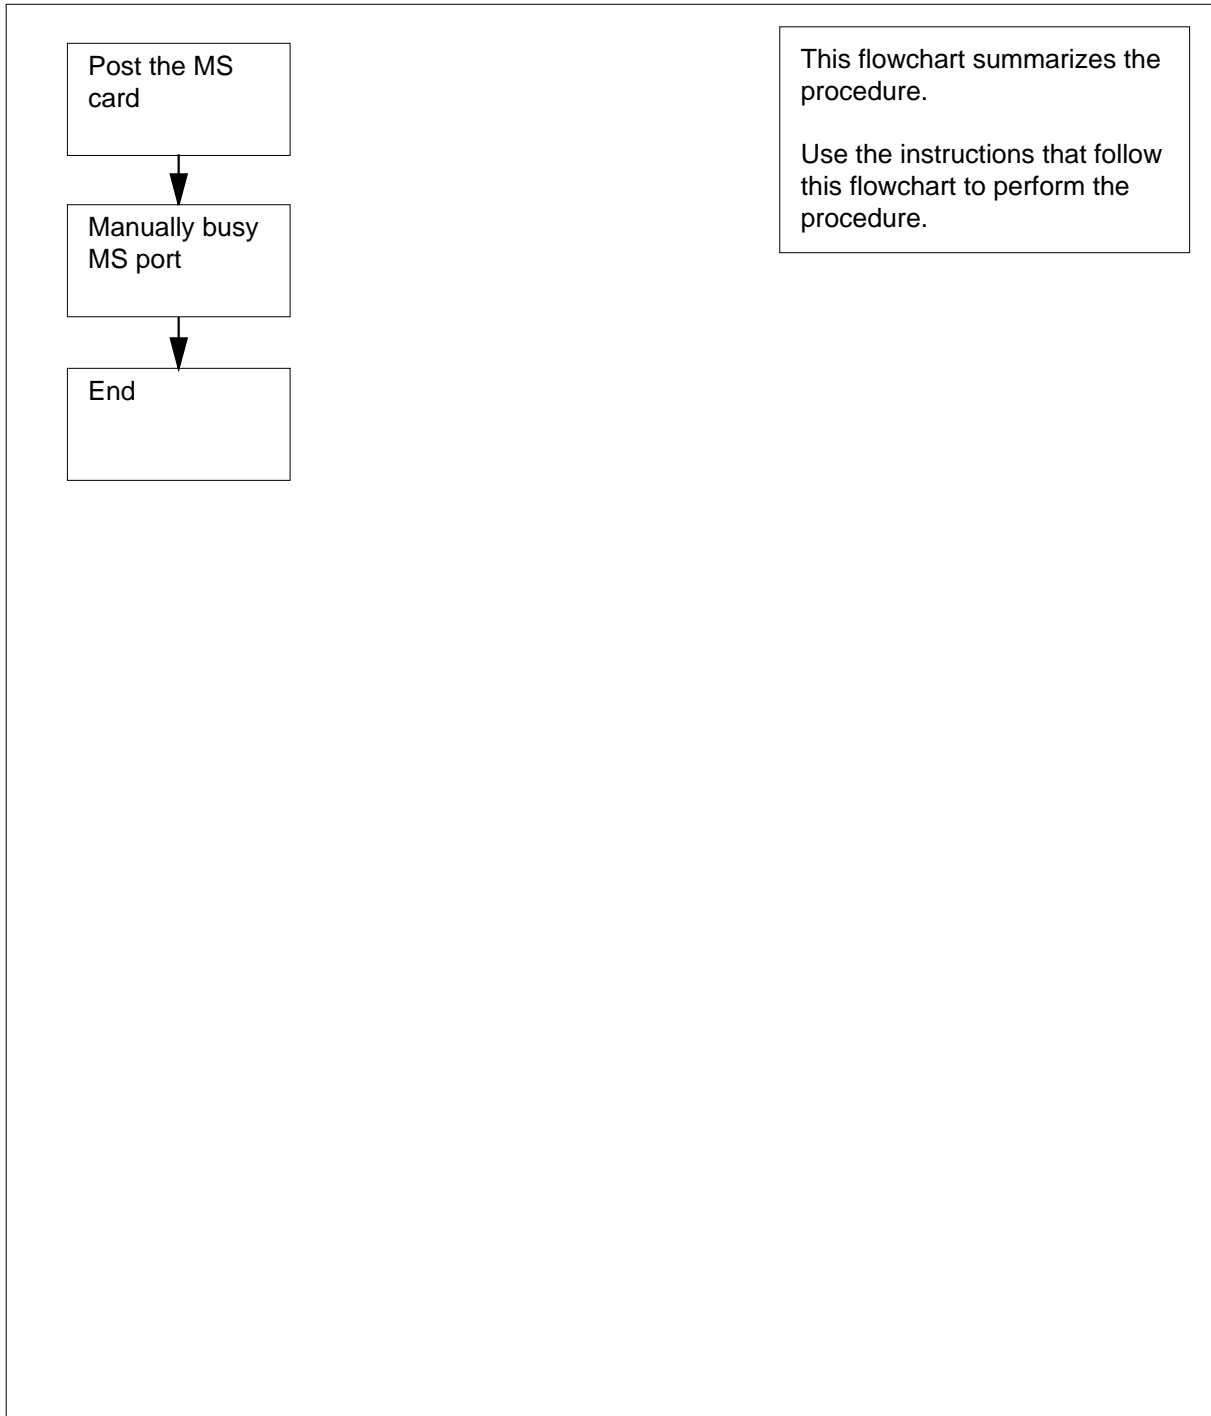 Post the MS
card
Manually busy
MS port
End
This flowchart summarizes the
procedure.
Use the instructions that follow
this flowchart to perform the
procedure.